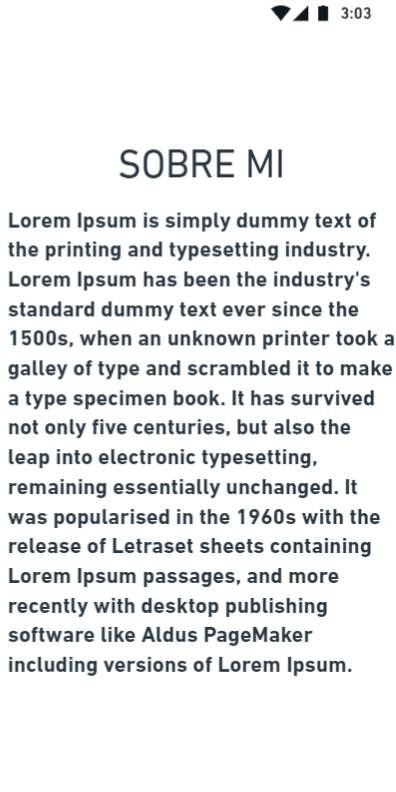 3:03
SOBRE MI
Lorem Ipsum is simply dummy text of
the printing and typesetting industry.
Lorem Ipsum has been the industry's
standard dummy text ever since the
1500s, when an unknown printer took a
galley of type and scrambled it to make
a type specimen book. It has survived
not only five centuries, but also the
leap into electronic typesetting,
remaining essentially unchanged. It
was popularised in the 1960s with the
release of Letraset sheets containing
Lorem Ipsum passages, and more
recently with desktop publishing
software like Aldus PageMaker
including versions of Lorem Ipsum.